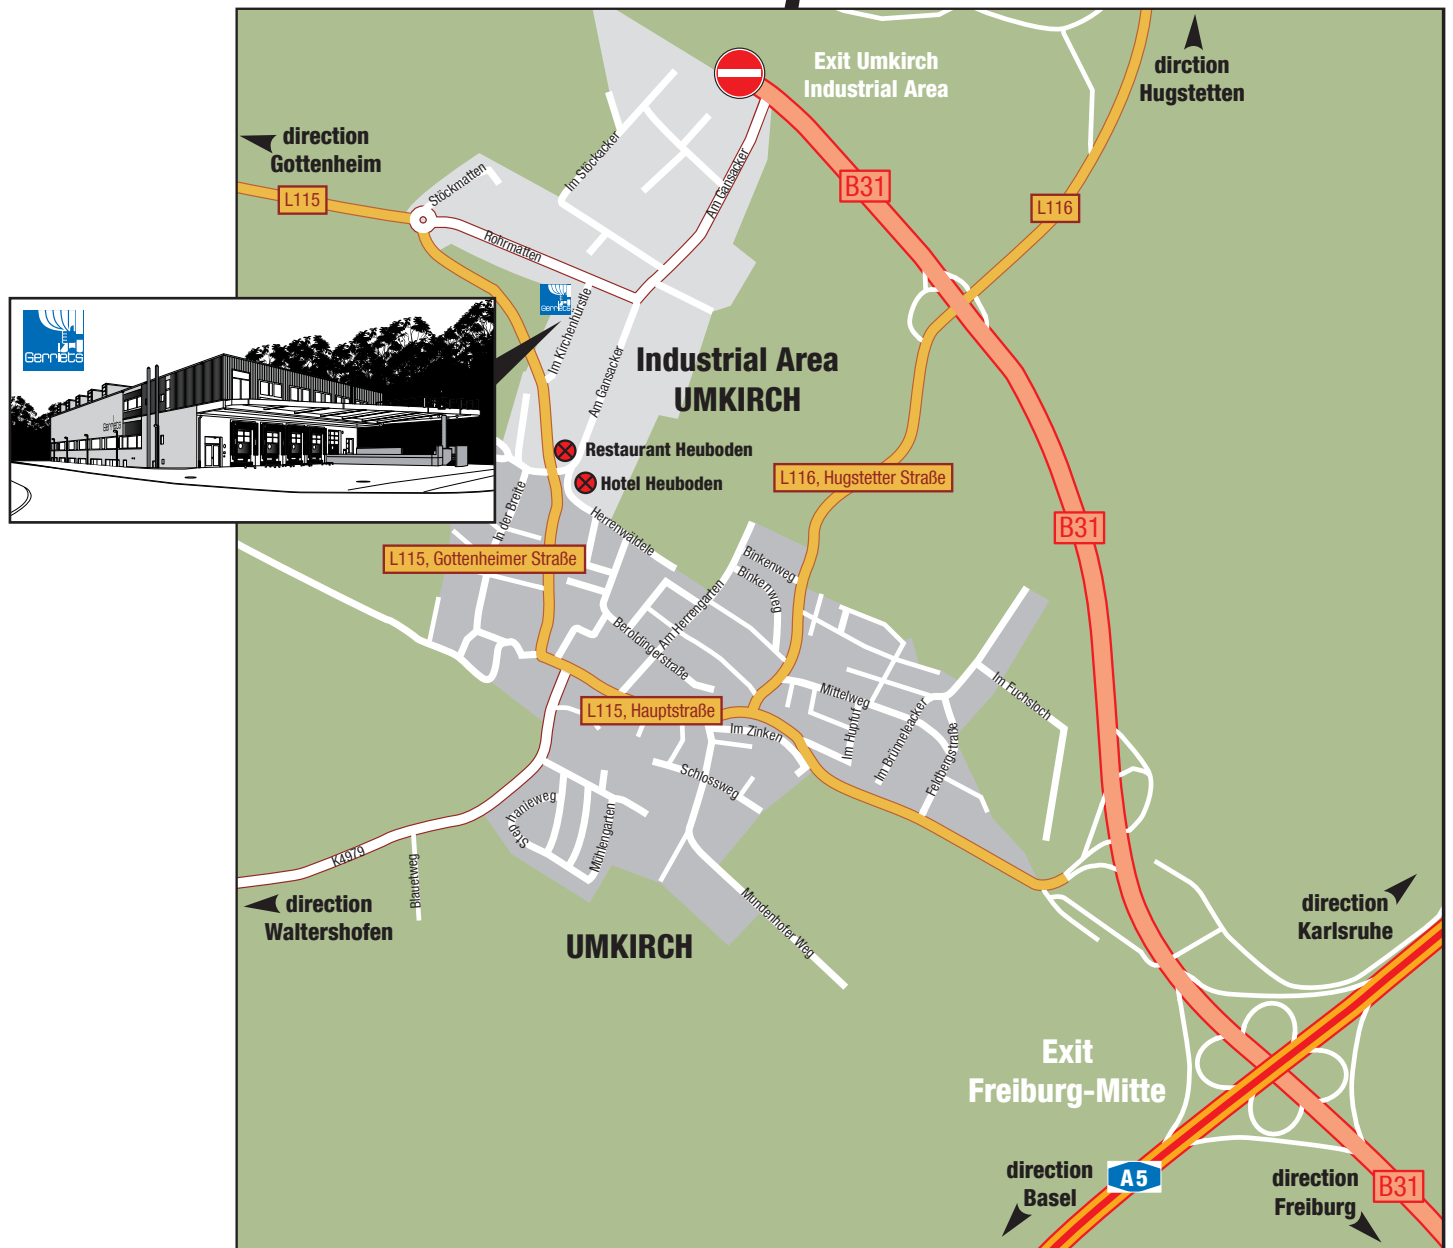 Exit Umkirch
Industrial Area
dirction
Hugstetten
direction
Gottenheim
L115
Stöckmatten
Im Stöckacker
Am Gansacker
B31
L116
Rohrmatten
Gerriets
Im Kirchenhürstle
Gerriets
Gerriets
Am Gansacker
Industrial Area
UMKIRCH
Restaurant Heuboden
Hotel Heuboden
L116, Hugstetter Straße
In der Breite
Herrenwäldele
B31
L115, Gottenheimer Straße
Binkenweg
Binkenweg
Am Herrengarten
Beroldingerstraße
Im Fuchsloch
Mittelweg
L115, Hauptstraße
Im Zinken
Im Hupfuf
Im Brünneleacker
Feldbergstraße
Schlossweg
Stephanieweg
Mühlengarten
K4979
Blauetweg
direction
Waltershofen
Mundenhofer Weg
UMKIRCH
direction
Karlsruhe
Exit
Freiburg-Mitte
direction
Basel
A5
direction
Freiburg
B31